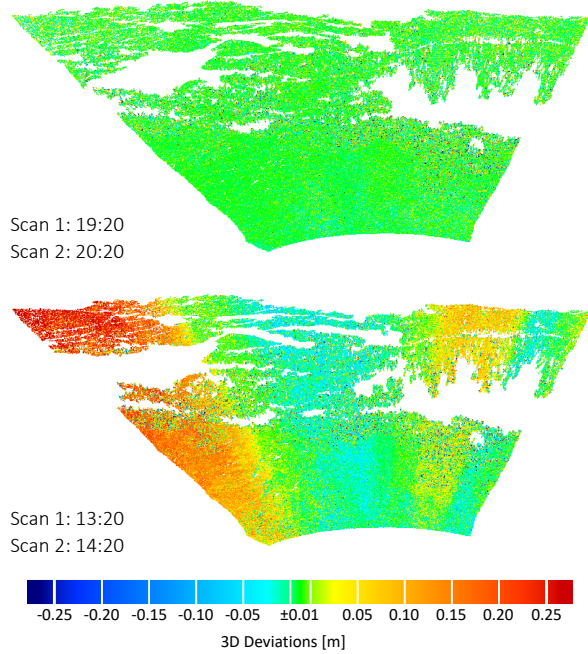 Scan 1: 19:20
Scan 2: 20:20
Scan 1: 13:20
Scan 2: 14:20
-0.25 -0.20 -0.15 -0.10 -0.05 ±0.01 0.05 0.10 0.15 0.20 0.25
3D Deviations [m]